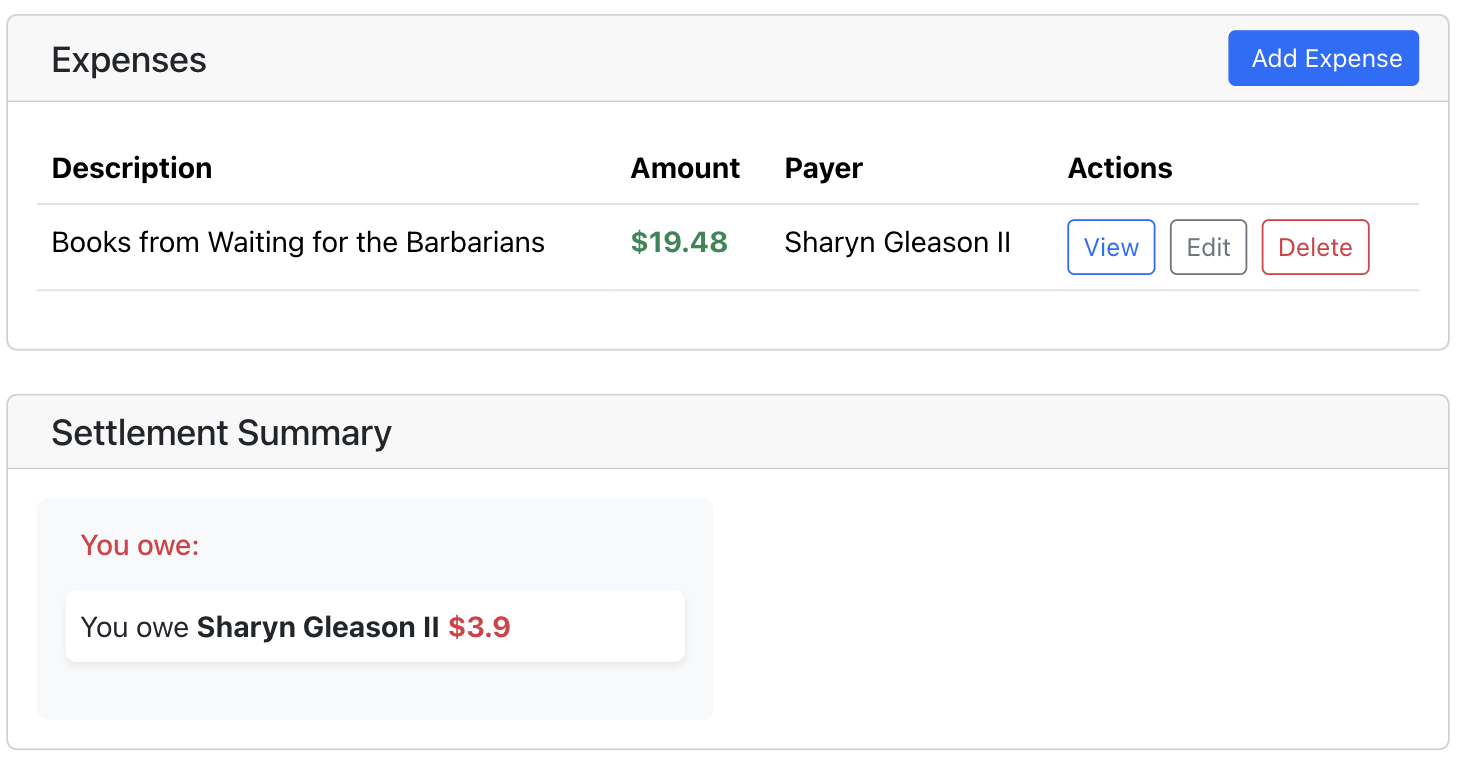 Expenses
Add Expense
Description Amount Payer Actions
Books from Waiting for the Barbarians $19.48 Sharyn Gleason II View Edit Delete
Settlement Summary
You owe:
You owe Sharyn Gleason II $3.9